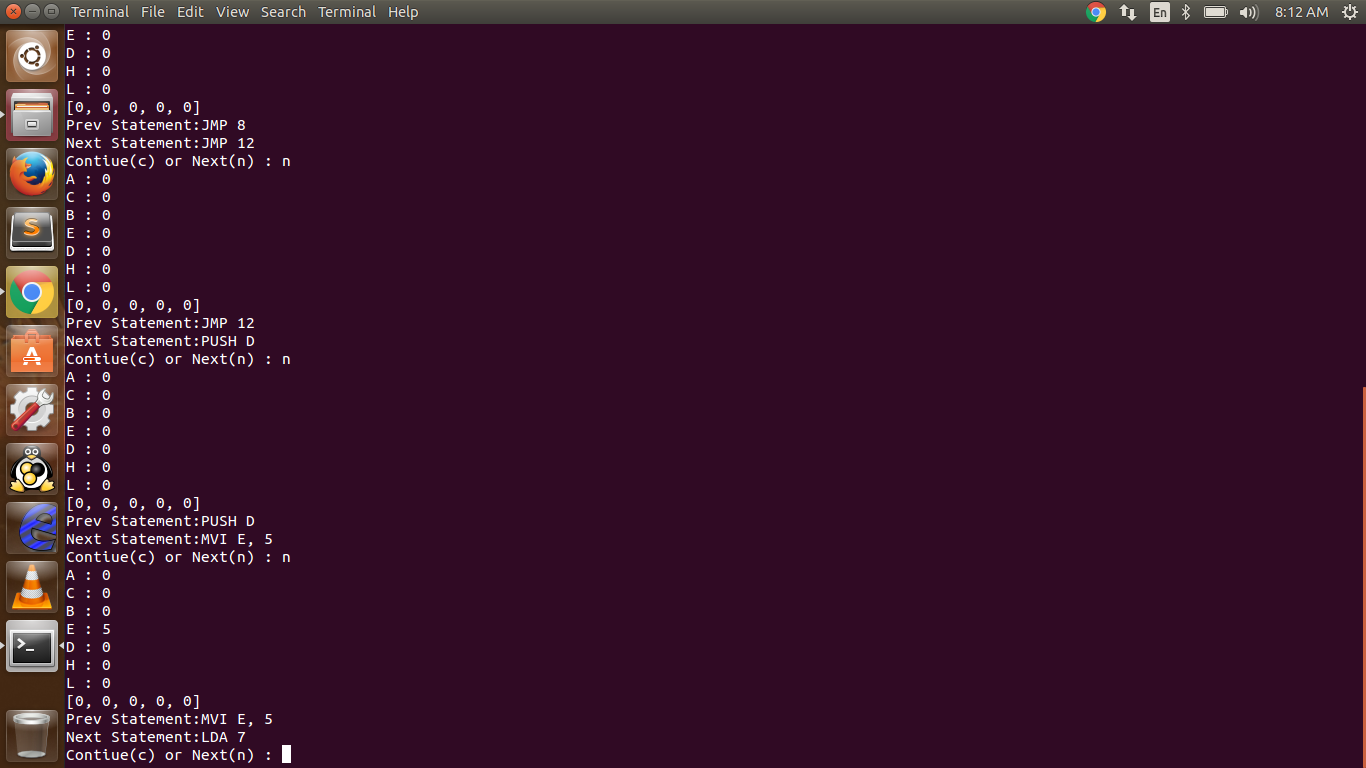 Terminal File Edit View Search Terminal Help En 8:12 AM
E : 0
D : 0
H : 0
L : 0
[0, 0, 0, 0, 0]
Prev Statement:JMP 8
Next Statement:JMP 12
Contiue(c) or Next(n) : n
A : 0
C : 0
B : 0
E : 0
D : 0
H : 0
L : 0
[0, 0, 0, 0, 0]
Prev Statement:JMP 12
Next Statement:PUSH D
Contiue(c) or Next(n) : n
A : 0
C : 0
B : 0
E : 0
D : 0
H : 0
L : 0
[0, 0, 0, 0, 0]
Prev Statement:PUSH D
Next Statement:MVI E, 5
Contiue(c) or Next(n) : n
A : 0
C : 0
B : 0
E : 5
D : 0
H : 0
L : 0
[0, 0, 0, 0, 0]
Prev Statement:MVI E, 5
Next Statement:LDA 7
Contiue(c) or Next(n) :